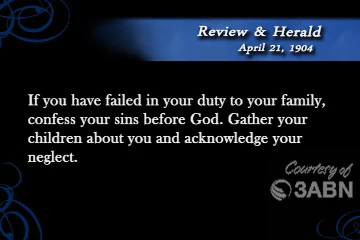 Review & Herald
April 21, 1904
If you have failed in your duty to your family,
confess your sins before God. Gather your
children about you and acknowledge your
neglect.
Courtesy of
3ABN